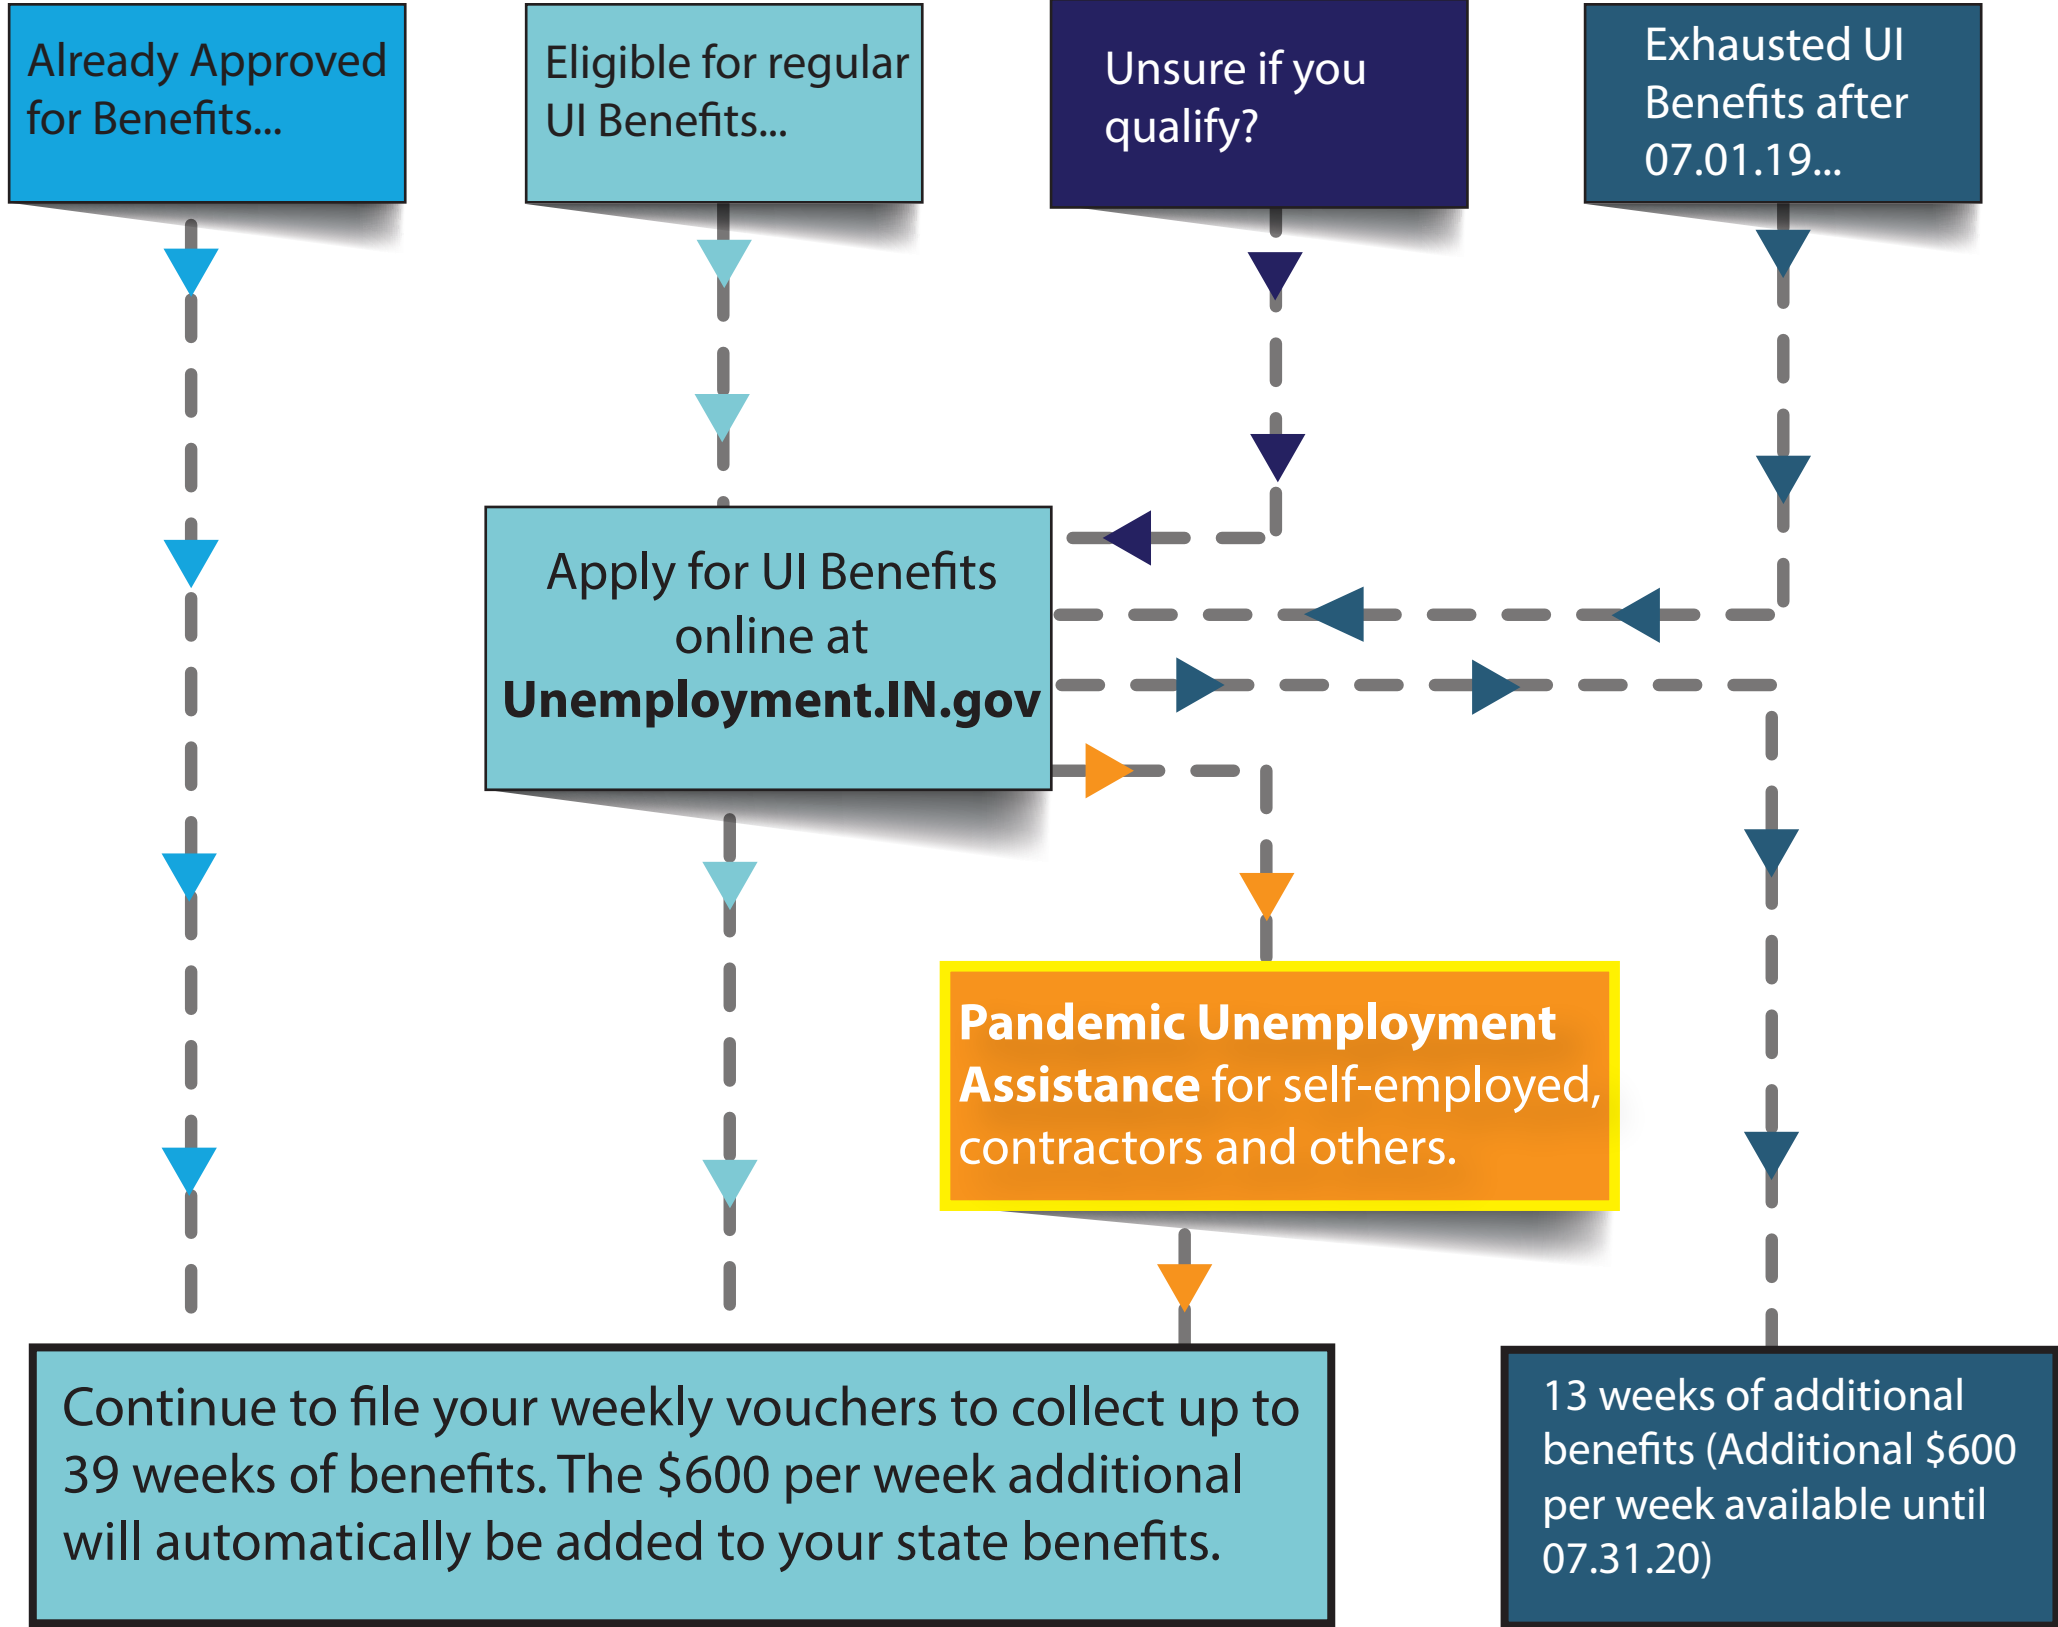 Already Approved
for Benefits...
Eligible for regular
UI Benefits...
Unsure if you
qualify?
Exhausted UI
Benefits after
07.01.19...
Apply for UI Benefits
online at
Unemployment.IN.gov
Pandemic Unemployment
Assistance for self-employed,
contractors and others.
Continue to file your weekly vouchers to collect up to
39 weeks of benefits. The $600 per week additional
will automatically be added to your state benefits.
13 weeks of additional
benefits (Additional $600
per week available until
07.31.20)